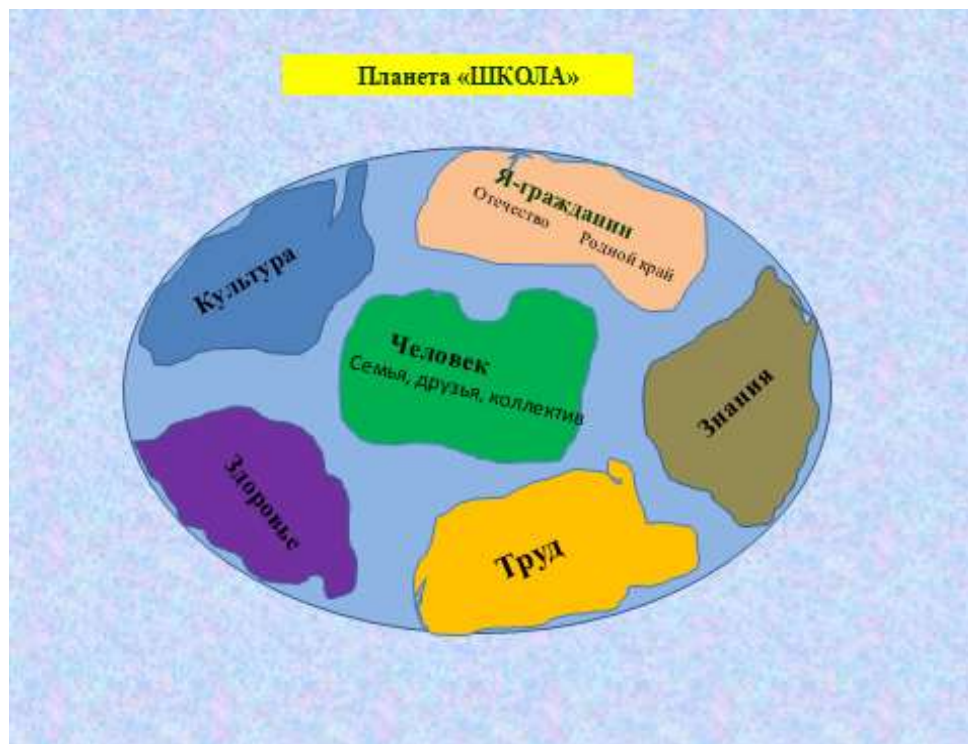 Планета «ШКОЛА»
Я-гражданин
Отечество Родной край
Культура
Человек
Семья, друзья, коллектив
Знания
Здоровье
Труд